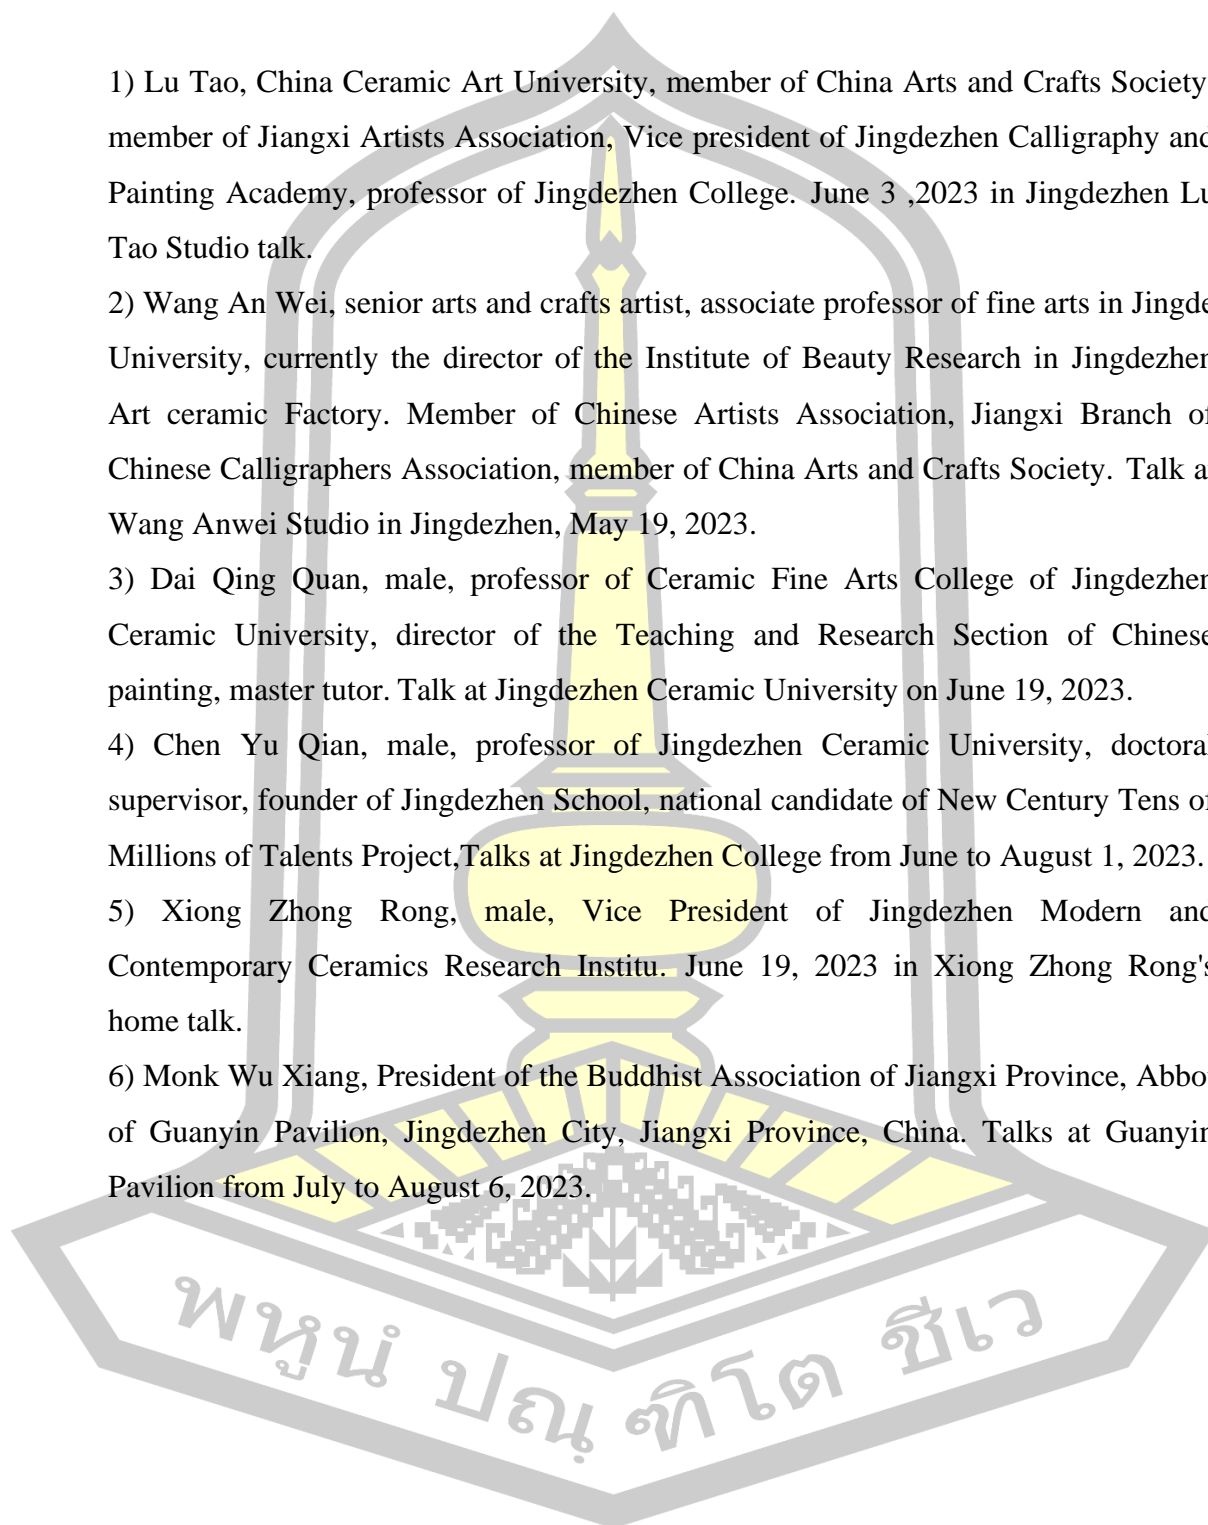 1) Lu Tao, China Ceramic Art University, member of China Arts and Crafts Society
member of Jiangxi Artists Association, Vice president of Jingdezhen Calligraphy and
Painting Academy, professor of Jingdezhen College. June 3 ,2023 in Jingdezhen Lu
Tao Studio talk.
2) Wang An Wei, senior arts and crafts artist, associate professor of fine arts in Jingde
University, currently the director of the Institute of Beauty Research in Jingdezhen
Art ceramic Factory. Member of Chinese Artists Association, Jiangxi Branch of
Chinese Calligraphers Association, member of China Arts and Crafts Society. Talk a
Wang Anwei Studio in Jingdezhen, May 19, 2023.
3) Dai Qing Quan, male, professor of Ceramic Fine Arts College of Jingdezhen
Ceramic University, director of the Teaching and Research Section of Chinese
painting, master tutor. Talk at Jingdezhen Ceramic University on June 19, 2023.
4) Chen Yu Qian, male, professor of Jingdezhen Ceramic University, doctoral
supervisor, founder of Jingdezhen School, national candidate of New Century Tens of
Millions of Talents Project,Talks at Jingdezhen College from June to August 1, 2023.
5) Xiong Zhong Rong, male, Vice President of Jingdezhen Modern and
Contemporary Ceramics Research Institu. June 19, 2023 in Xiong Zhong Rong's
home talk.
6) Monk Wu Xiang, President of the Buddhist Association of Jiangxi Province, Abbo
of Guanyin Pavilion, Jingdezhen City, Jiangxi Province, China. Talks at Guanyin
Pavilion from July to August 6, 2023.
พหูนํ ปณฺฑิโต ชีเว